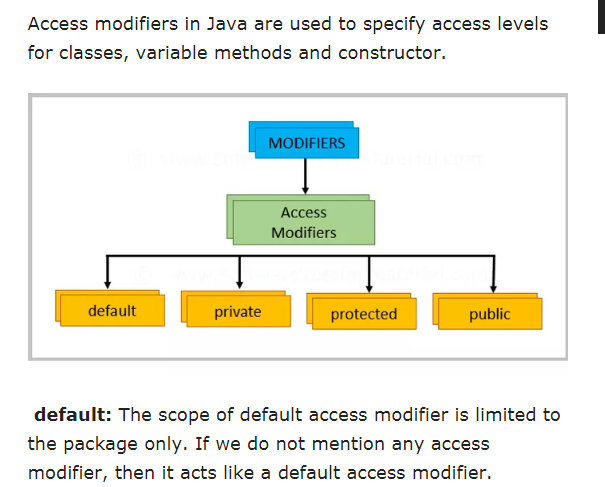 Access modifiers in Java are used to specify access levels
for classes, variable methods and constructor.
MODIFIERS
Access
Modifiers
default
private
protected
public
default: The scope of default access modifier is limited to
the package only. If we do not mention any access
modifier, then it acts like a default access modifier.